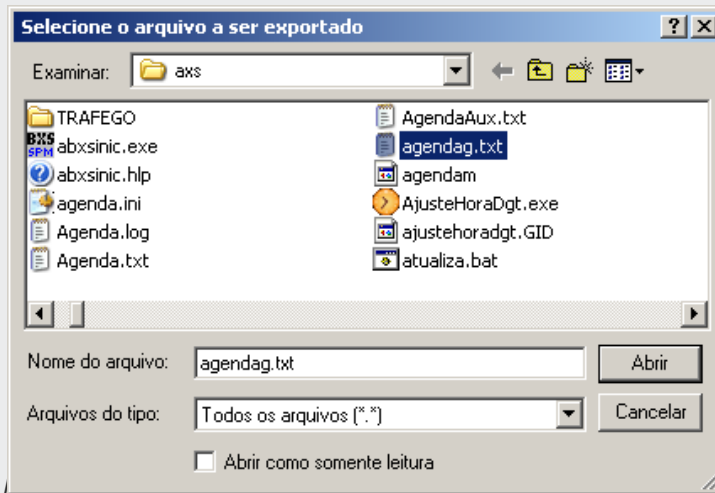 Selecione o arquivo a ser exportado
Examinar: axs
TRAFEGO
abxsinic.exe
abxsinic.hlp
agenda.ini
Agenda.log
Agenda.txt
AgendaAux.txt
agendag.txt
agendam
AjusteHoraDgt.exe
ajustehoradgt.GID
atualiza.bat
BXS
SPM
Nome do arquivo: agendag.txt Abrir
Arquivos do tipo: Todos os arquivos (*.*) Cancelar
Abrir como somente leitura